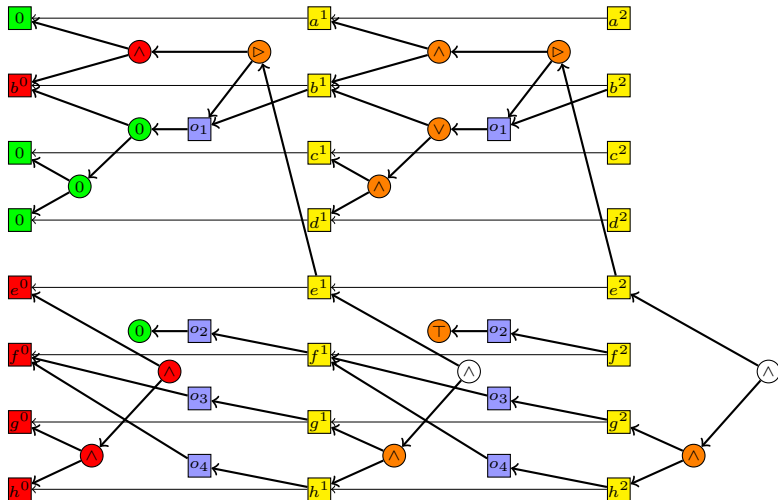 0 a¹ a²
∧ ▷ ∧ ▷
b⁰ b¹ b²
0 o₁ ∨ o₁
0 c¹ c²
0 ∧
0 d¹ d²
e⁰ e¹ e²
0 o₂ ⊤ o₂
f⁰ f¹ f²
∧ ∧ ∧
o₃ o₃
g⁰ g¹ g²
∧ ∧ ∧
o₄ o₄
h⁰ h¹ h²